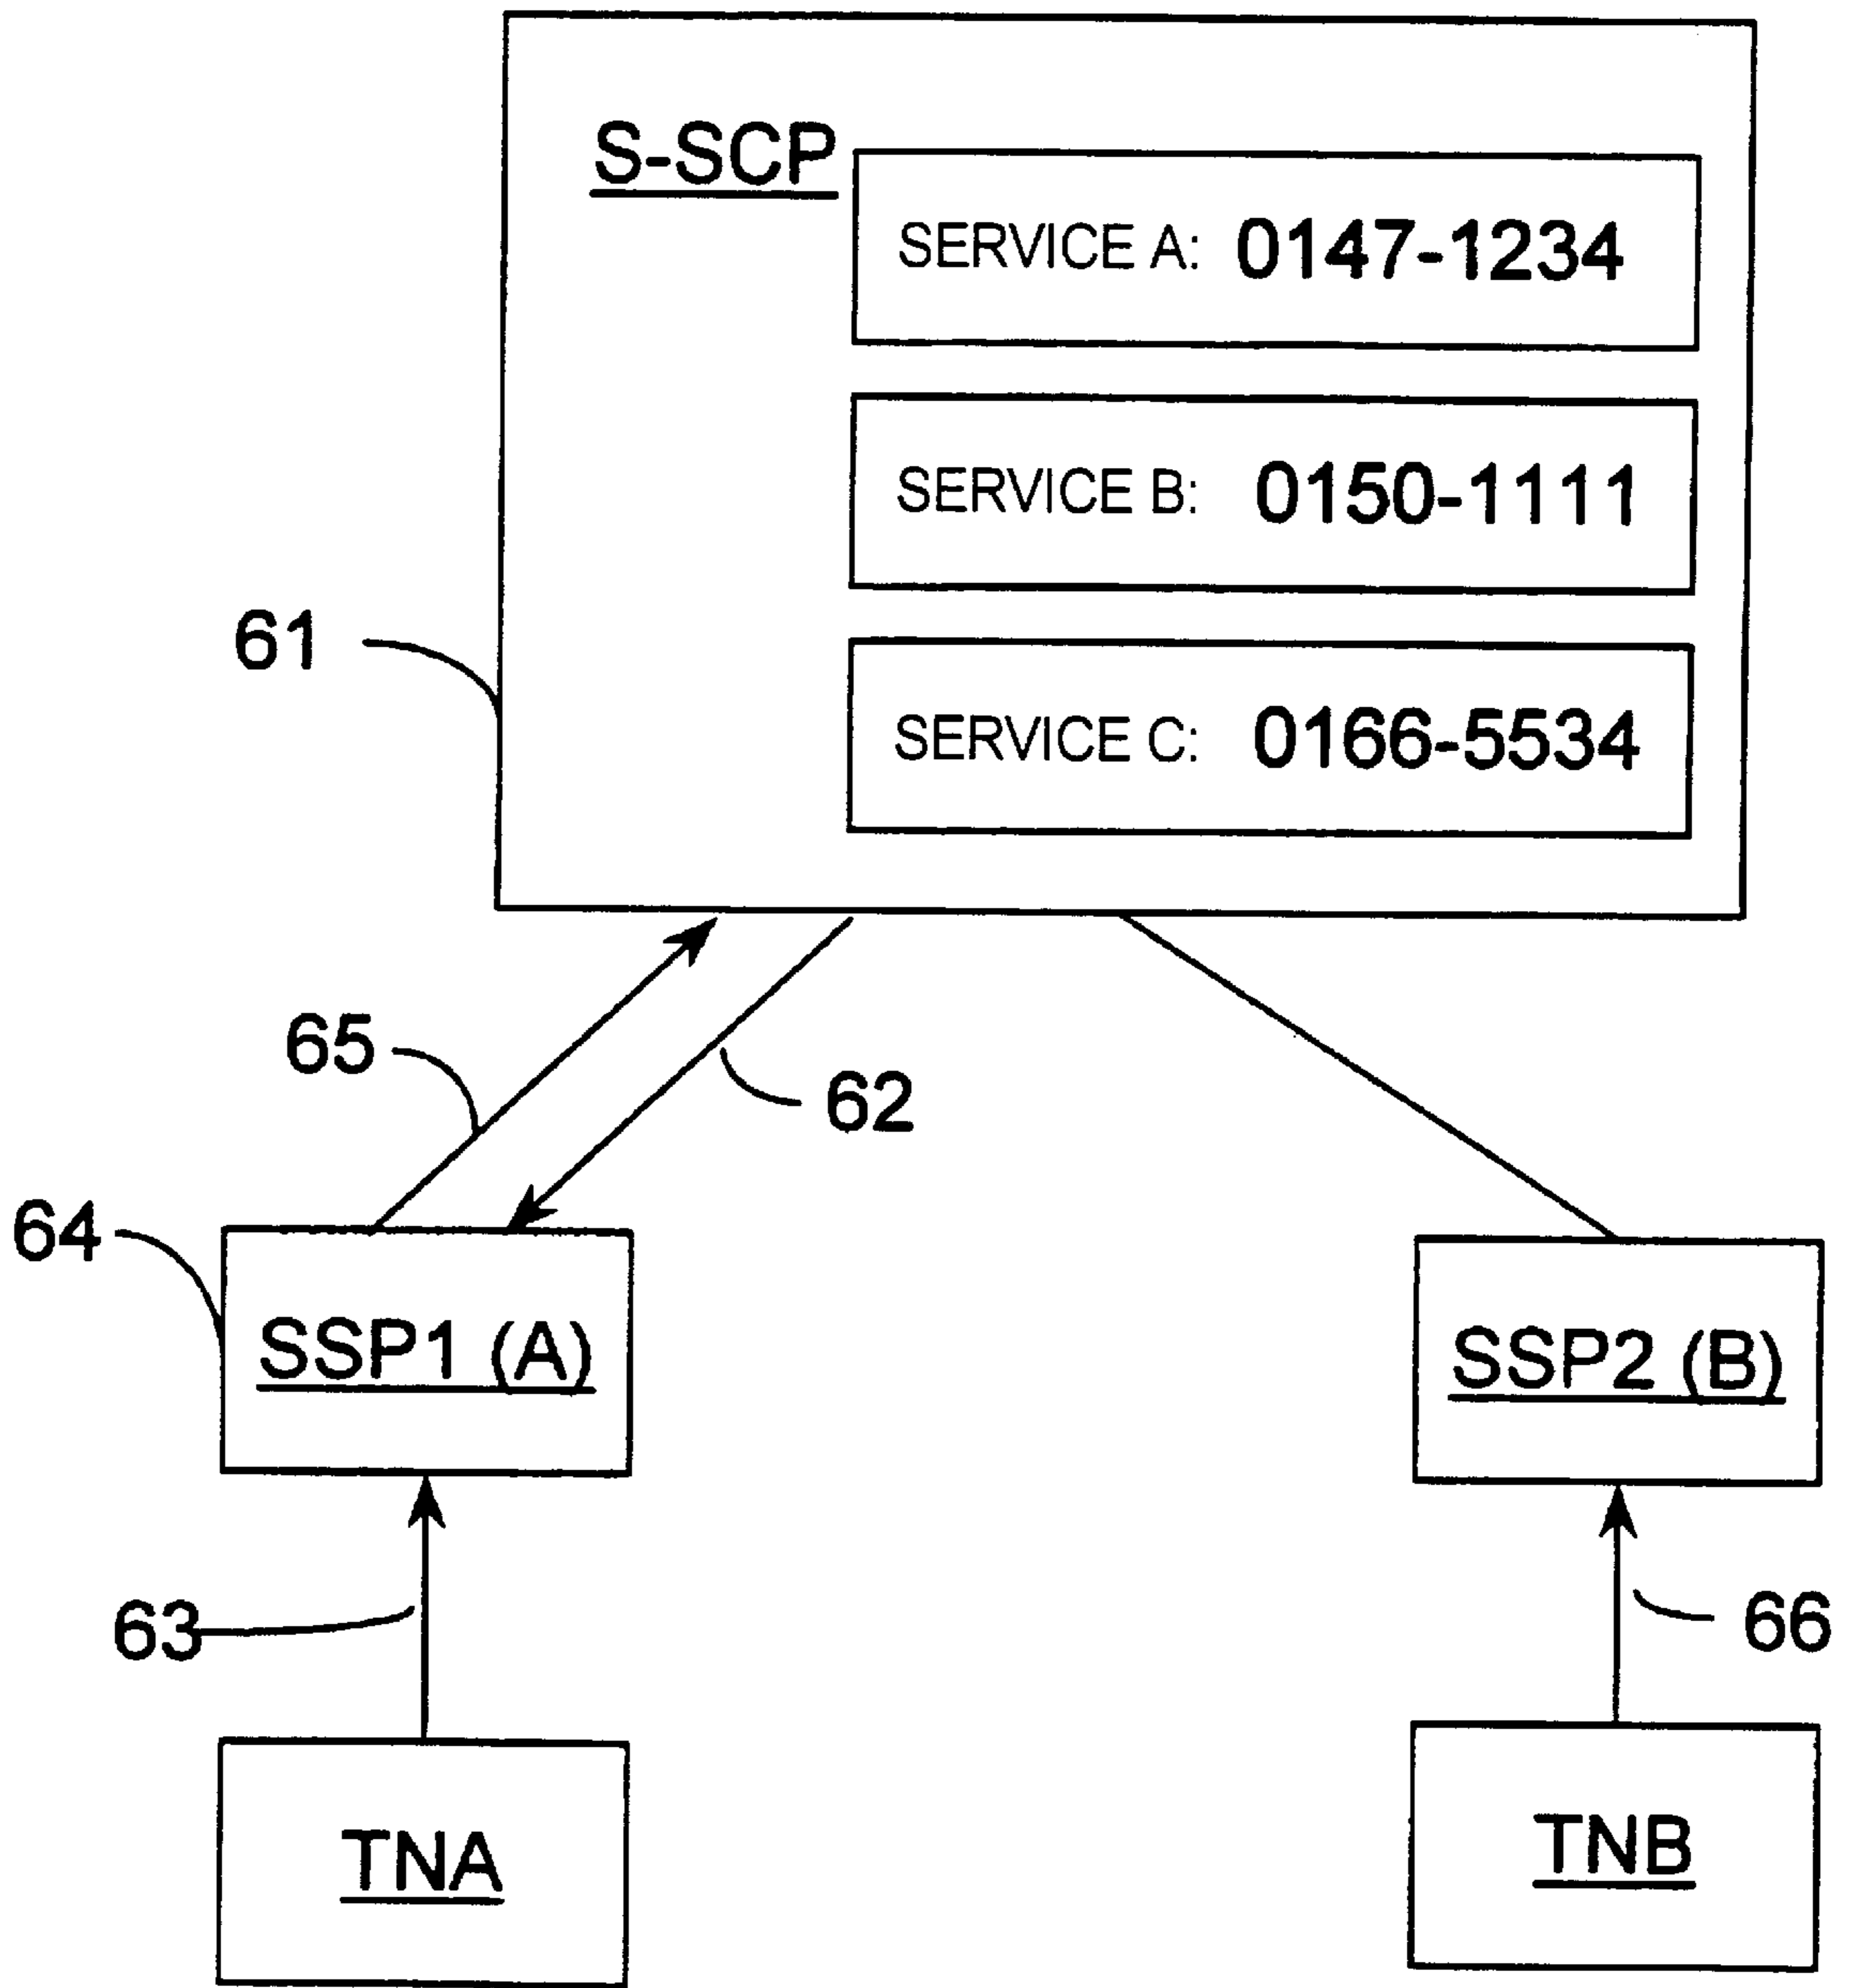 S-SCP
SERVICE A: 0147-1234
SERVICE B: 0150-1111
61
SERVICE C: 0166-5534
65
62
64
SSP1 (A)
SSP2 (B)
63
66
TNA
TNB